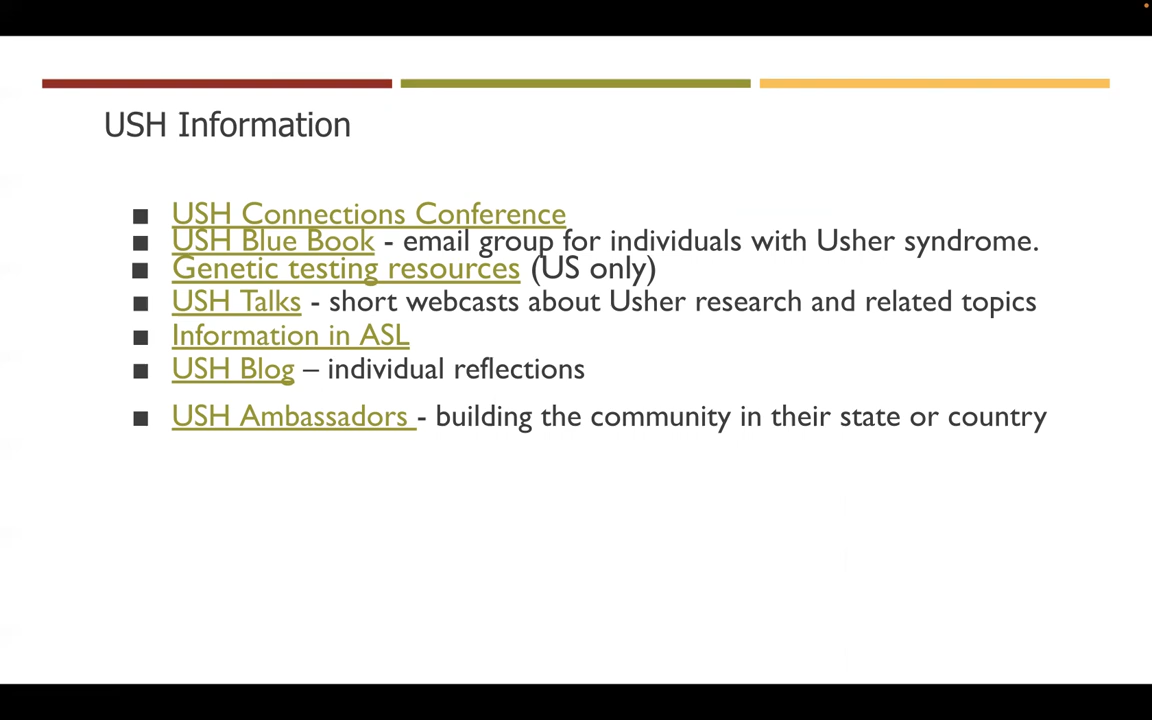 USH Information
■ USH Connections Conference
■ USH Blue Book - email group for individuals with Usher syndrome.
■ Genetic testing resources (US only)
■ USH Talks - short webcasts about Usher research and related topics
■ Information in ASL
■ USH Blog – individual reflections
■ USH Ambassadors - building the community in their state or country